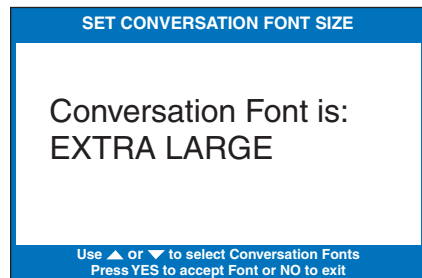 SET CONVERSATION FONT SIZE
Conversation Font is:
EXTRA LARGE
Use ▲ or ▼ to select Conversation Fonts
Press YES to accept Font or NO to exit